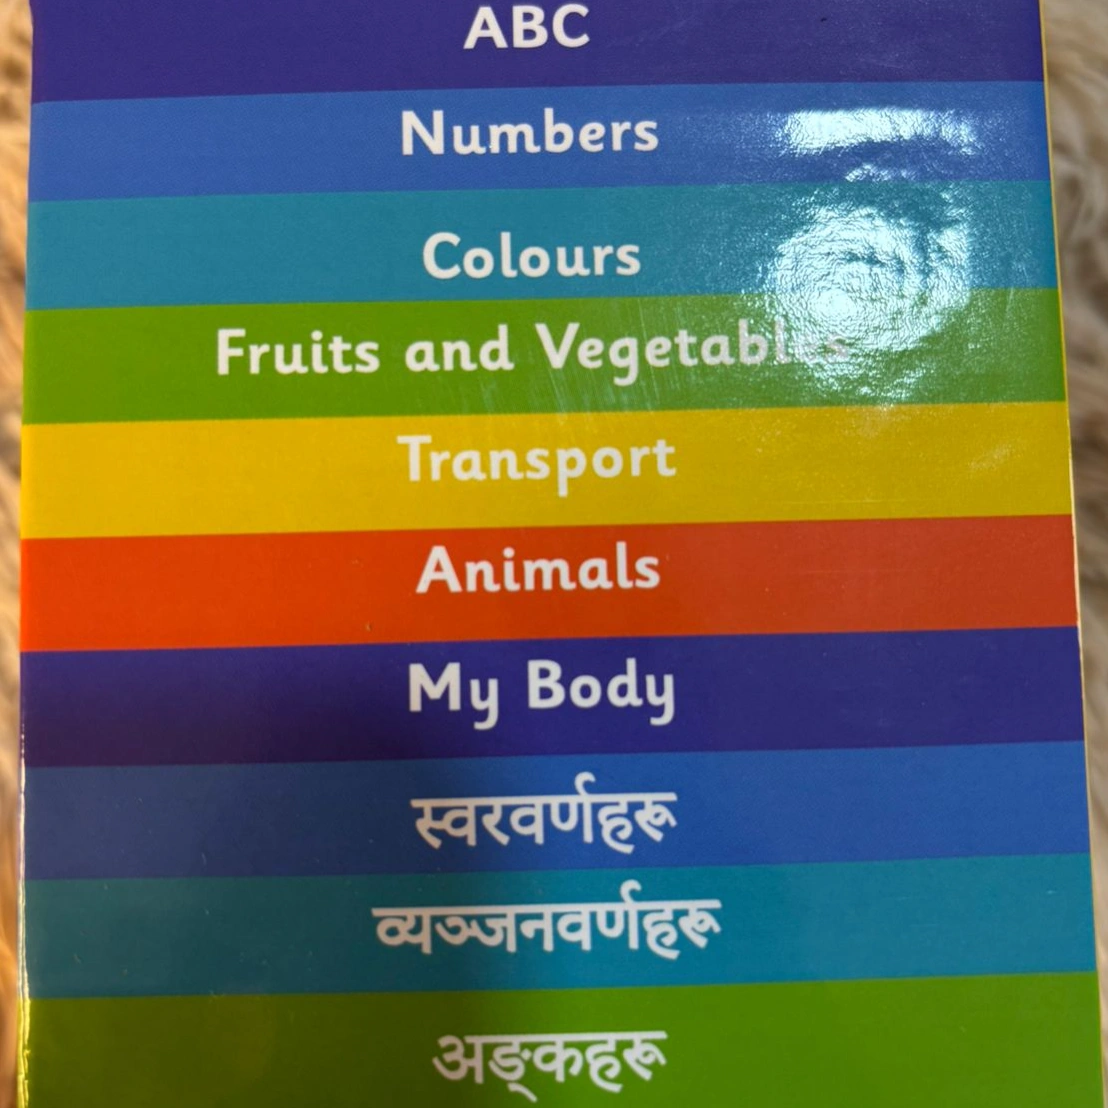 ABC
Numbers
Colours
Fruits and Vegetables
Transport
Animals
My Body
स्वरवर्णहरू
व्यञ्जनवर्णहरू
अङ्कहरू